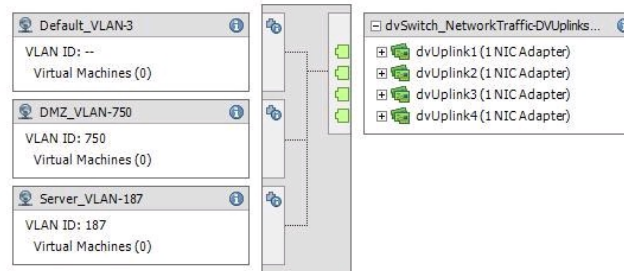 Default_VLAN-3
VLAN ID: --
Virtual Machines (0)
DMZ_VLAN-750
VLAN ID: 750
Virtual Machines (0)
Server_VLAN-187
VLAN ID: 187
Virtual Machines (0)
dvSwitch_NetworkTraffic-DVUplinks...
dvUplink1 (1 NIC Adapter)
dvUplink2 (1 NIC Adapter)
dvUplink3 (1 NIC Adapter)
dvUplink4 (1 NIC Adapter)